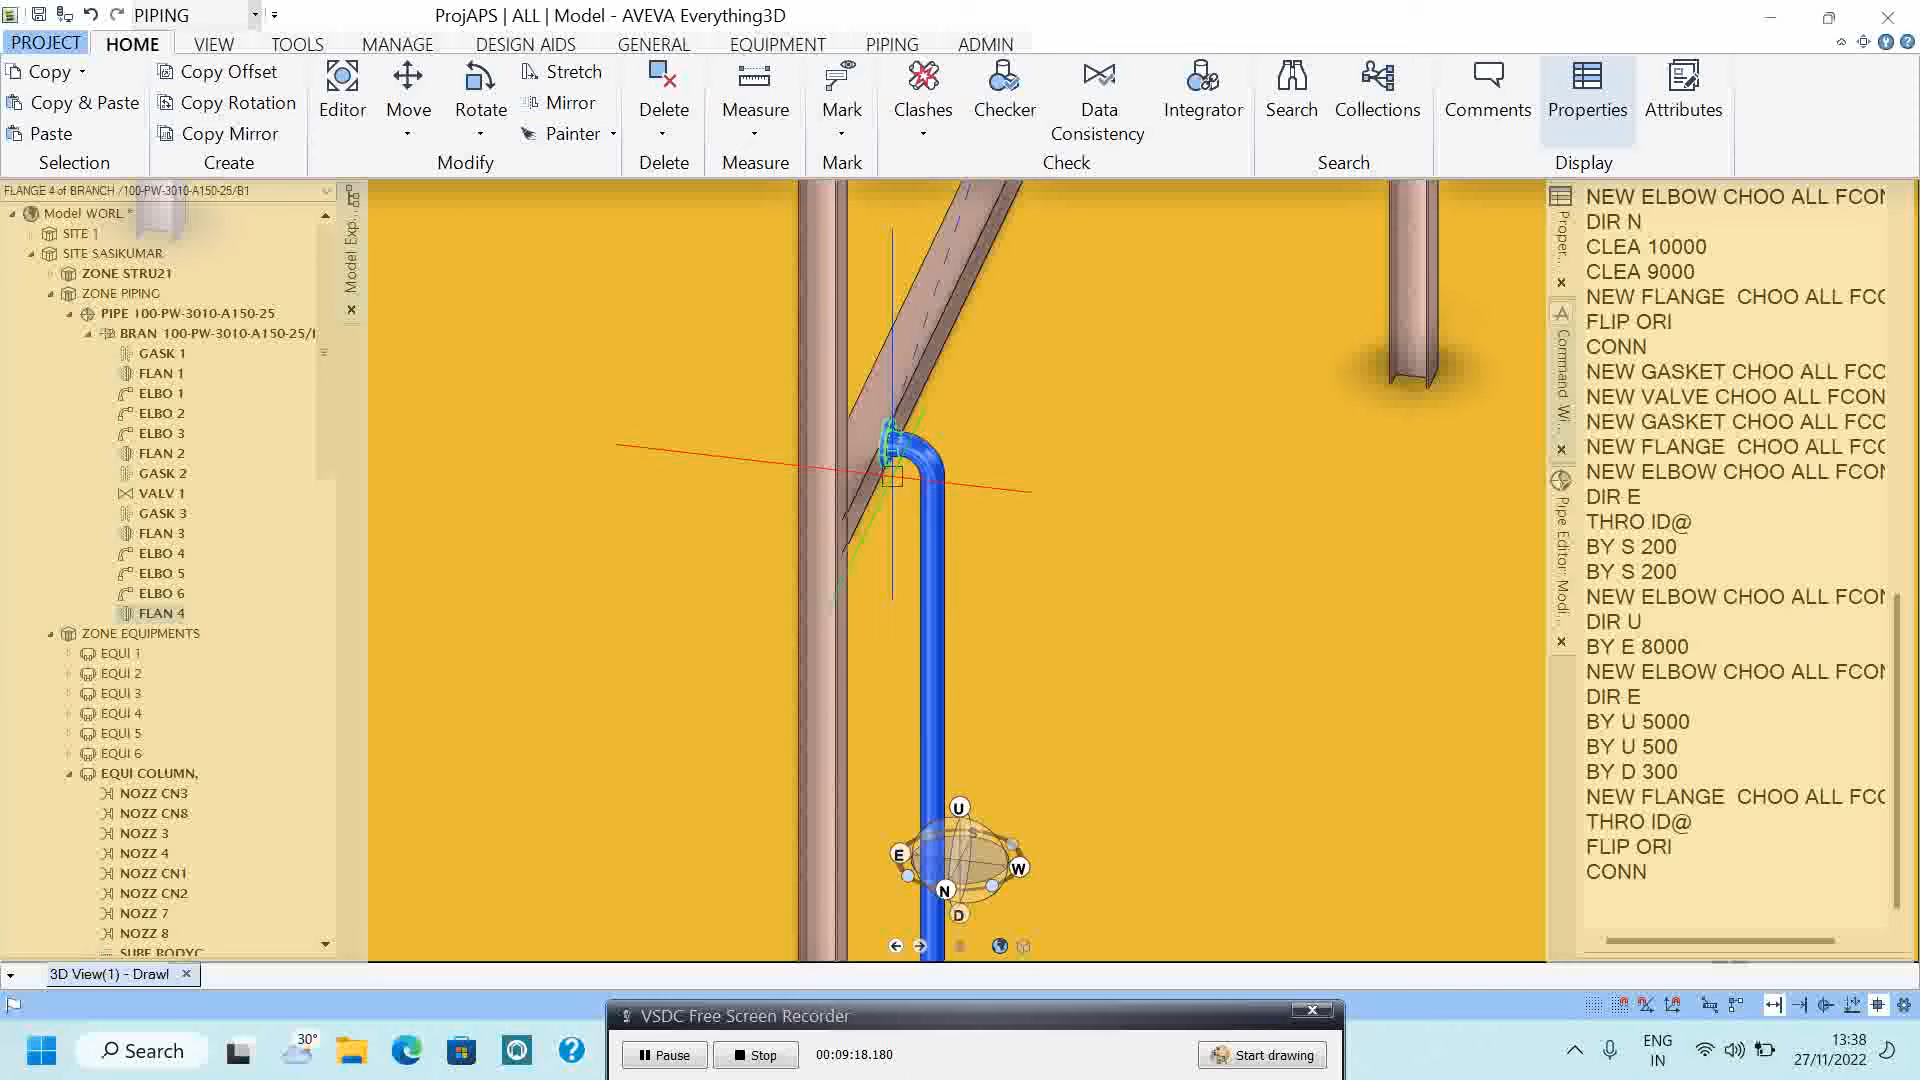 PIPING
ProjAPS | ALL | Model - AVEVA Everything3D
PROJECT
HOME
VIEW
TOOLS
MANAGE
DESIGN AIDS
GENERAL
EQUIPMENT
PIPING
ADMIN
Copy
Copy & Paste
Paste
Selection
Copy Offset
Copy Rotation
Copy Mirror
Create
Editor
Move
Rotate
Stretch
Mirror
Painter
Modify
Delete
Delete
Measure
Measure
Mark
Mark
Clashes
Checker
Data
Consistency
Integrator
Check
Search
Collections
Search
Comments
Properties
Attributes
Display
FLANGE 4 of BRANCH /100-PW-3010-A150-25/B1
Model WORL *
SITE 1
SITE SASIKUMAR
ZONE STRU21
ZONE PIPING
PIPE 100-PW-3010-A150-25
BRAN 100-PW-3010-A150-25/
GASK 1
FLAN 1
ELBO 1
ELBO 2
ELBO 3
FLAN 2
GASK 2
VALV 1
GASK 3
FLAN 3
ELBO 4
ELBO 5
ELBO 6
FLAN 4
ZONE EQUIPMENTS
EQUI 1
EQUI 2
EQUI 3
EQUI 4
EQUI 5
EQUI 6
EQUI COLUMN,
NOZZ CN3
NOZZ CN8
NOZZ 3
NOZZ 4
NOZZ CN1
NOZZ CN2
NOZZ 7
NOZZ 8
Model Exp...
U
S
E
W
N
D
Proper...
Command Wi...
Pipe Editor: Modi...
NEW ELBOW CHOO ALL FCON
DIR N
CLEA 10000
CLEA 9000
NEW FLANGE  CHOO ALL FCO
FLIP ORI
CONN
NEW GASKET CHOO ALL FCO
NEW VALVE CHOO ALL FCON
NEW GASKET CHOO ALL FCO
NEW FLANGE  CHOO ALL FCO
NEW ELBOW CHOO ALL FCON
DIR E
THRO ID@
BY S 200
BY S 200
NEW ELBOW CHOO ALL FCON
DIR U
BY E 8000
NEW ELBOW CHOO ALL FCON
DIR E
BY U 5000
BY U 500
BY D 300
NEW FLANGE  CHOO ALL FCO
THRO ID@
FLIP ORI
CONN
3D View(1) - Drawl
VSDC Free Screen Recorder
Pause
Stop
00:09:18.180
Start drawing
Search
30°
ENG
IN
13:38
27/11/2022